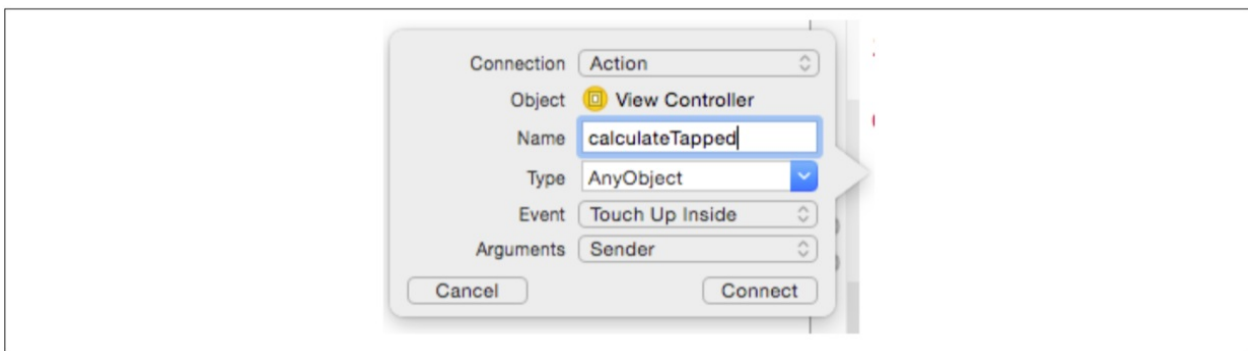 Connection Action
Object View Controller
Name calculateTapped
Type AnyObject
Event Touch Up Inside
Arguments Sender
Cancel Connect